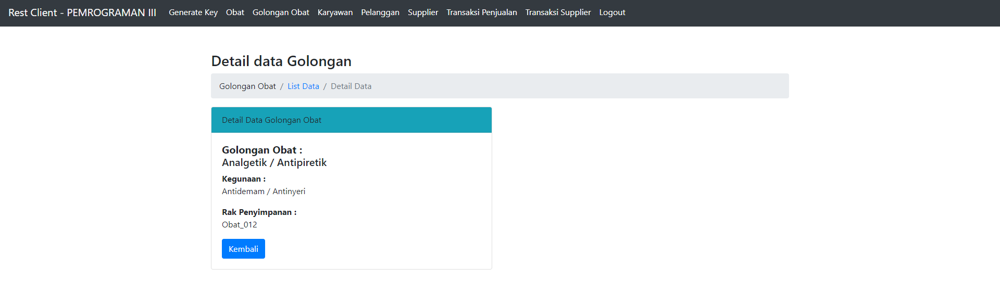 Rest Client - PEMROGRAMAN III Generate Key Obat Golongan Obat Karyawan Pelanggan Supplier Transaksi Penjualan Transaksi Supplier Logout
Detail data Golongan
Golongan Obat / List Data / Detail Data
Detail Data Golongan Obat
Golongan Obat :
Analgetik / Antipiretik
Kegunaan :
Antidemam / Antinyeri
Rak Penyimpanan :
Obat_012
Kembali